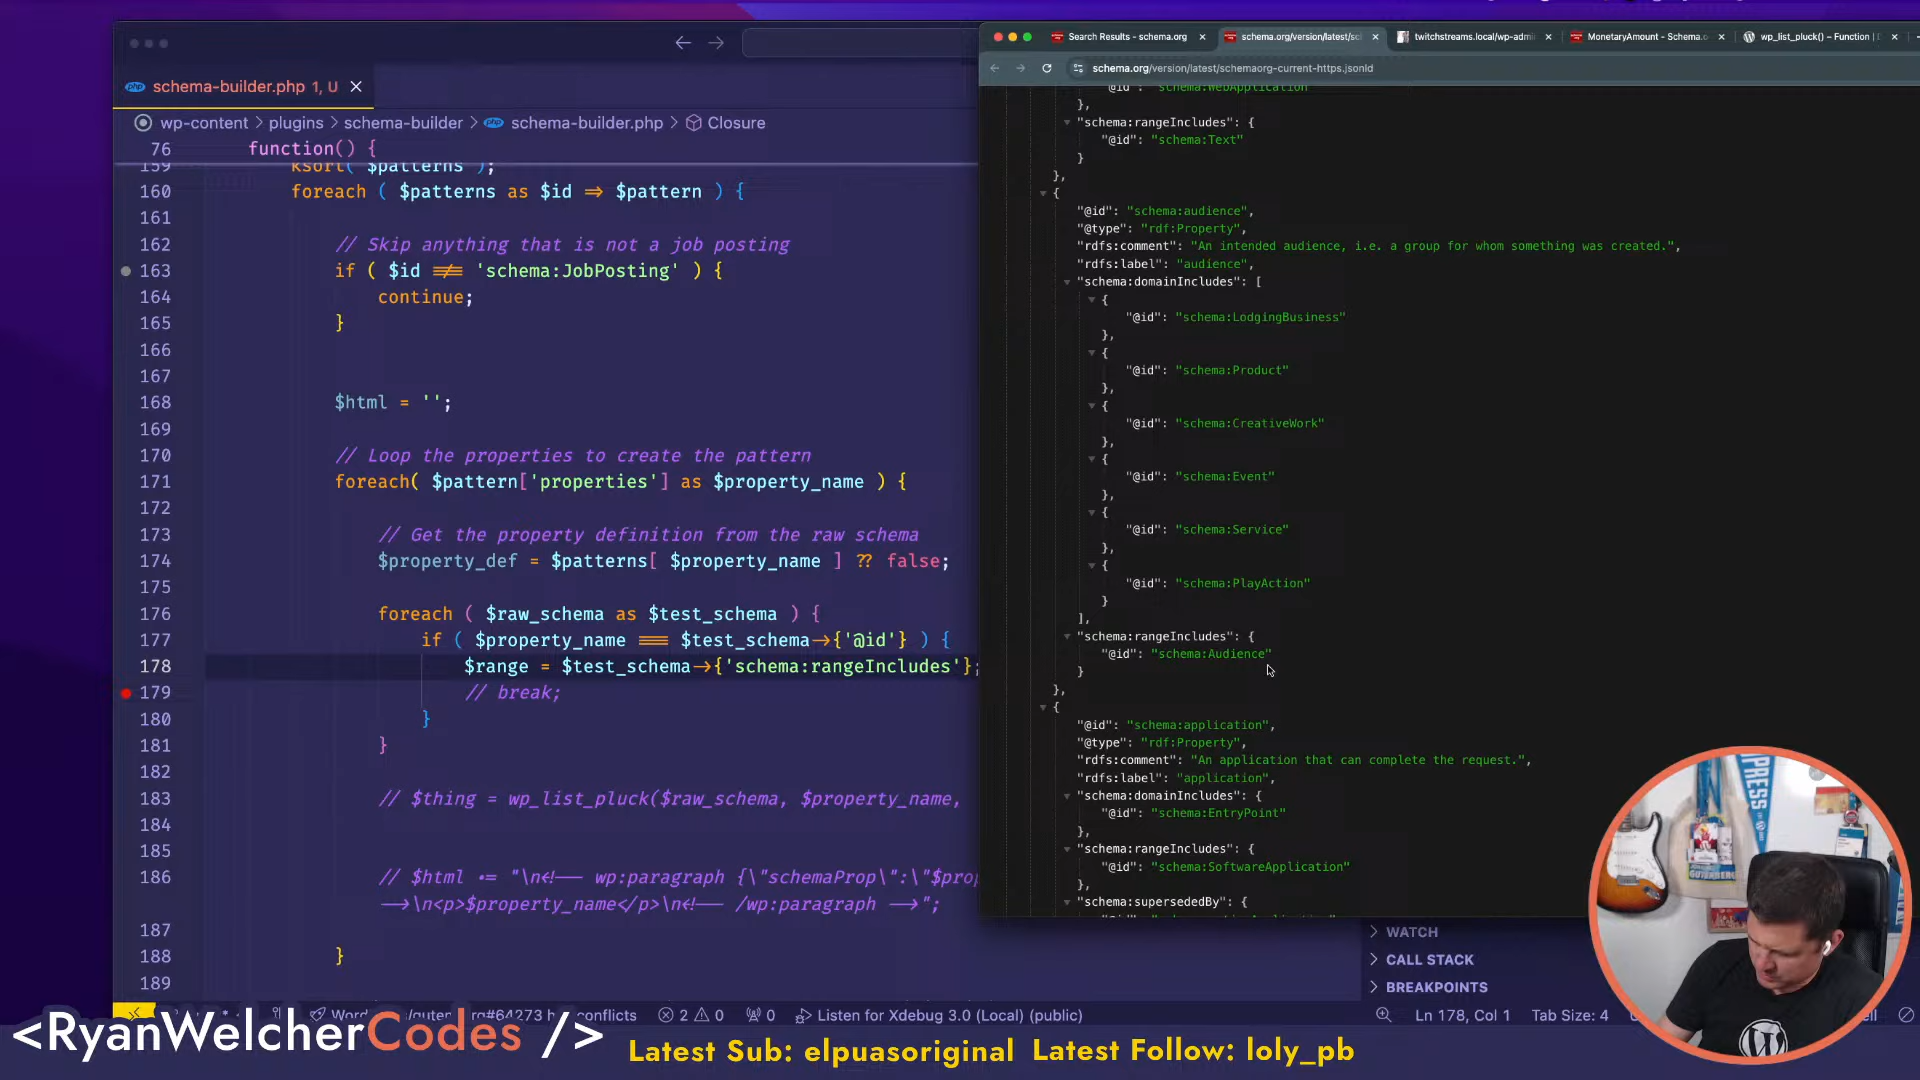 schema-builder.php 1, U
wp-content > plugins > schema-builder > schema-builder.php > Closure
76 function() {
159 ksort( $patterns );
160 foreach ( $patterns as $id => $pattern ) {
161
162 // Skip anything that is not a job posting
163 if ( $id !== 'schema:JobPosting' ) {
164 continue;
165 }
166
167
168 $html = '';
169
170 // Loop the properties to create the pattern
171 foreach( $pattern['properties'] as $property_name ) {
172
173 // Get the property definition from the raw schema
174 $property_def = $patterns[ $property_name ] ?? false;
175
176 foreach ( $raw_schema as $test_schema ) {
177 if ( $property_name === $test_schema->{'@id'} ) {
178 $range = $test_schema->{'schema:rangeIncludes'};
179 // break;
180 }
181 }
182
183 // $thing = wp_list_pluck($raw_schema, $property_name,
184
185
186 // $html .= "\n<!-- wp:paragraph {\"schemaProp\":\"$prop
-->\n<p>$property_name</p>\n<!-- /wp:paragraph -->";
187
188 }
189
Search Results - schema.org
schema.org/version/latest/sc
twitchstreams.local/wp-admi
MonetaryAmount - Schema.o
wp_list_pluck() – Function | D
schema.org/version/latest/schemaorg-current-https.jsonld
"@id": "schema:WebApplication"
},
"schema:rangeIncludes": {
"@id": "schema:Text"
}
},
{
"@id": "schema:audience",
"@type": "rdf:Property",
"rdfs:comment": "An intended audience, i.e. a group for whom something was created.",
"rdfs:label": "audience",
"schema:domainIncludes": [
{
"@id": "schema:LodgingBusiness"
},
{
"@id": "schema:Product"
},
{
"@id": "schema:CreativeWork"
},
{
"@id": "schema:Event"
},
{
"@id": "schema:Service"
},
{
"@id": "schema:PlayAction"
}
],
"schema:rangeIncludes": {
"@id": "schema:Audience"
}
},
{
"@id": "schema:application",
"@type": "rdf:Property",
"rdfs:comment": "An application that can complete the request.",
"rdfs:label": "application",
"schema:domainIncludes": {
"@id": "schema:EntryPoint"
},
"schema:rangeIncludes": {
"@id": "schema:SoftwareApplication"
},
"schema:supersededBy": {
WATCH
CALL STACK
BREAKPOINTS
conflicts 2 0 0 Listen for Xdebug 3.0 (Local) (public) Ln 178, Col 1 Tab Size: 4
<RyanWelcherCodes />
Latest Sub: elpuasoriginal Latest Follow: loly_pb